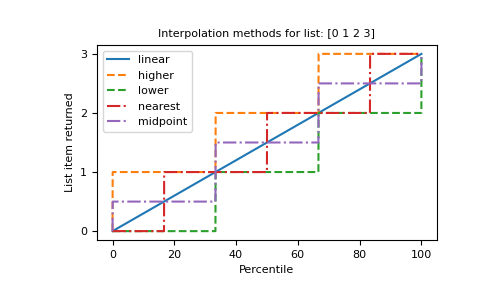 Interpolation methods for list: [0 1 2 3]
linear
higher
lower
nearest
midpoint
List item returned
3
2
1
0
0 20 40 60 80 100
Percentile